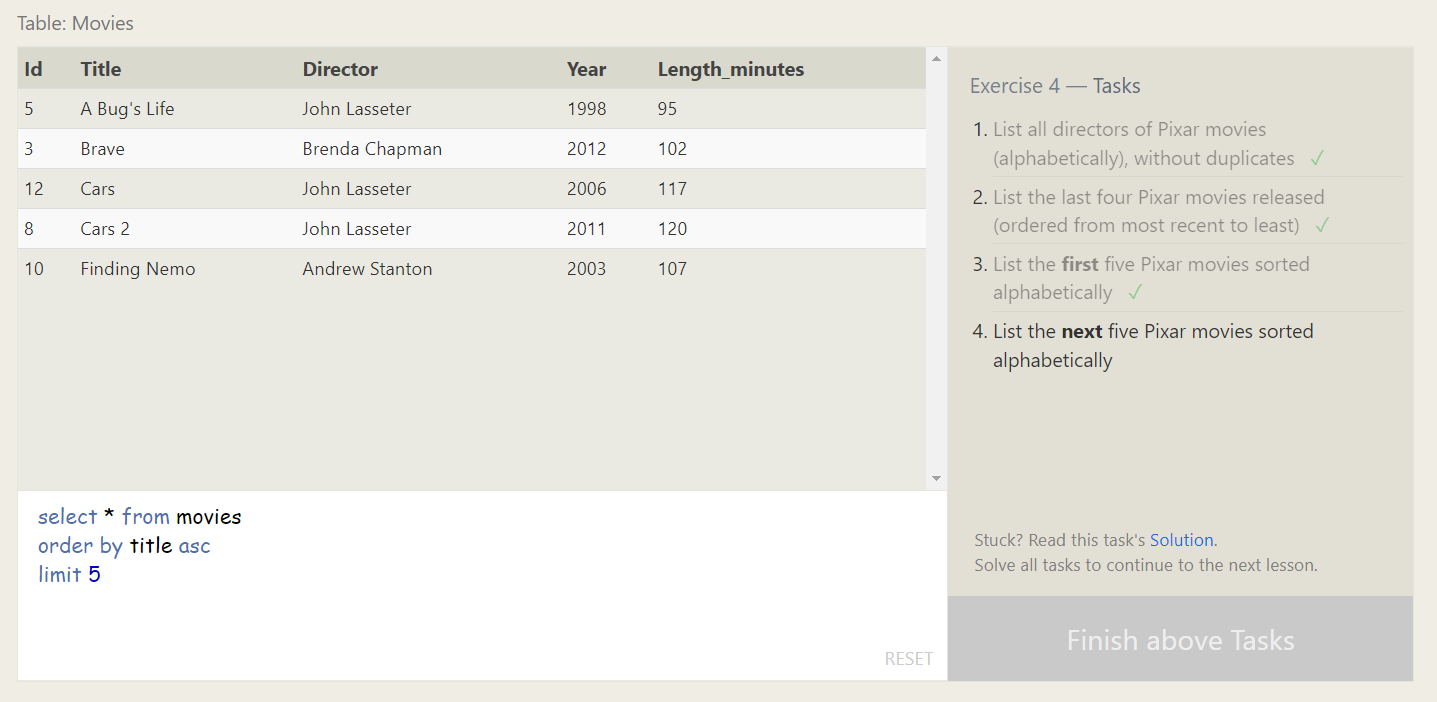 Table: Movies
Id Title Director Year Length_minutes
5 A Bug's Life John Lasseter 1998 95
3 Brave Brenda Chapman 2012 102
12 Cars John Lasseter 2006 117
8 Cars 2 John Lasseter 2011 120
10 Finding Nemo Andrew Stanton 2003 107
select * from movies
order by title asc
limit 5
RESET
Exercise 4 — Tasks
1. List all directors of Pixar movies
(alphabetically), without duplicates ✓
2. List the last four Pixar movies released
(ordered from most recent to least) ✓
3. List the first five Pixar movies sorted
alphabetically ✓
4. List the next five Pixar movies sorted
alphabetically
Stuck? Read this task's Solution.
Solve all tasks to continue to the next lesson.
Finish above Tasks